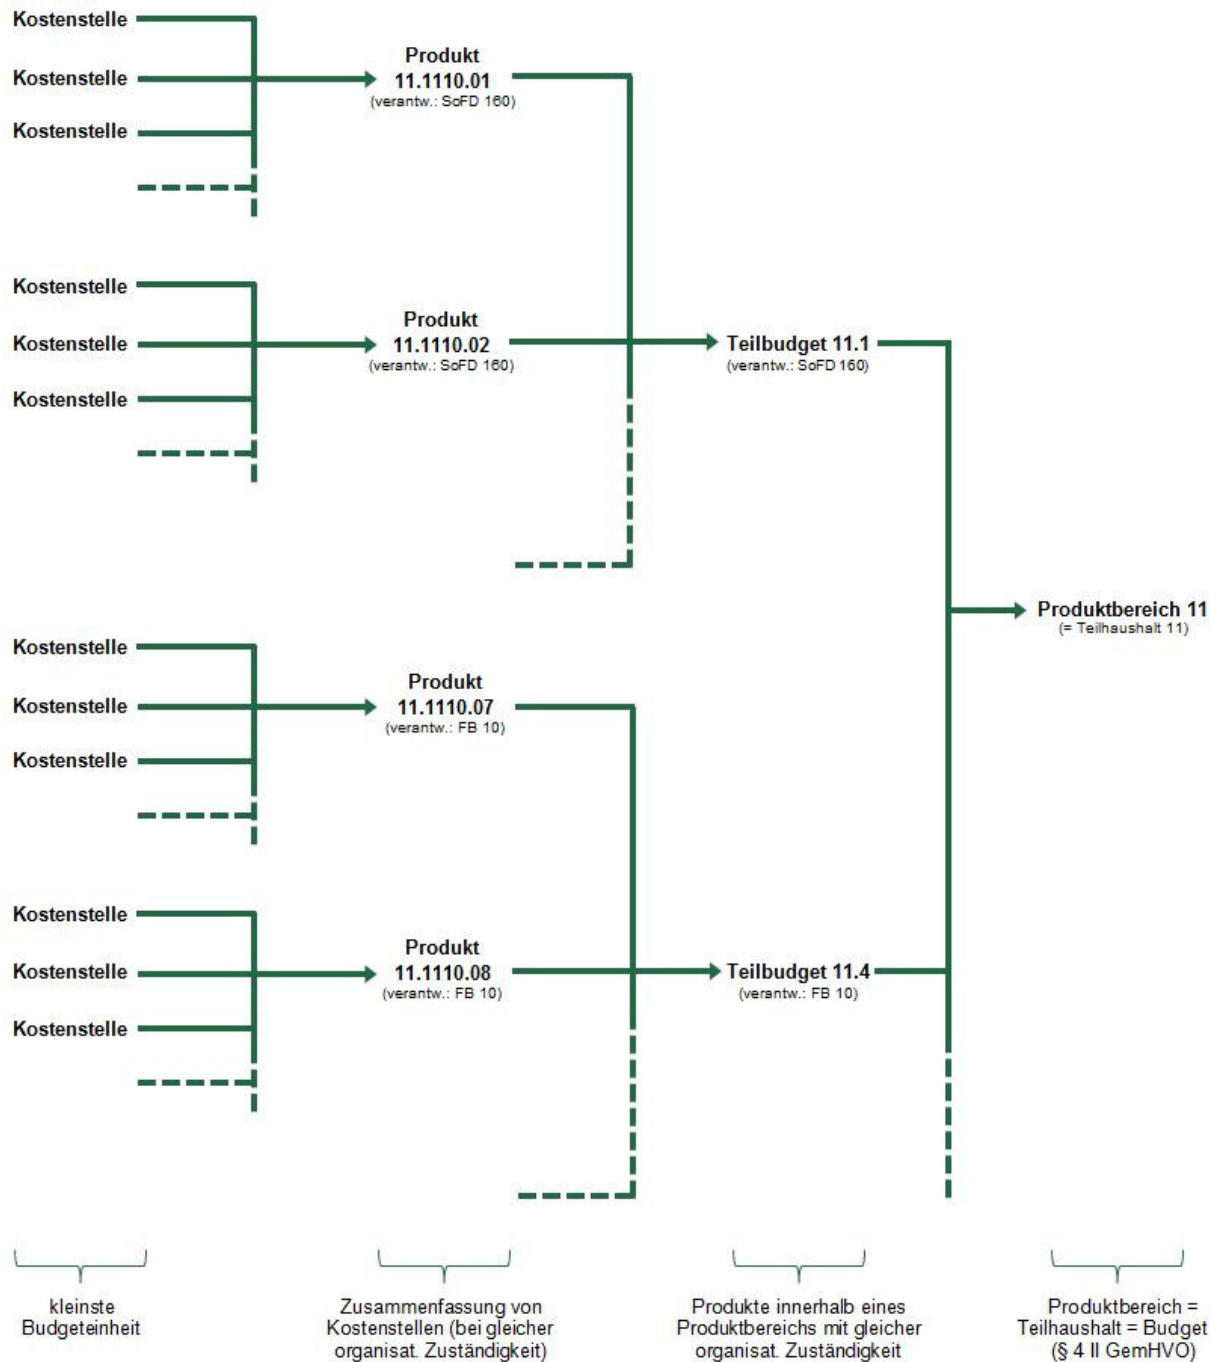 Kostenstelle
Kostenstelle
Kostenstelle
Produkt
11.1110.01
(verantw.: SoFD 160)
Kostenstelle
Kostenstelle
Kostenstelle
Produkt
11.1110.02
(verantw.: SoFD 160)
Teilbudget 11.1
(verantw.: SoFD 160)
Produktbereich 11
(= Teilhaushalt 11)
Kostenstelle
Kostenstelle
Kostenstelle
Produkt
11.1110.07
(verantw.: FB 10)
Kostenstelle
Kostenstelle
Kostenstelle
Produkt
11.1110.08
(verantw.: FB 10)
Teilbudget 11.4
(verantw.: FB 10)
kleinste
Budgeteinheit
Zusammenfassung von
Kostenstellen (bei gleicher
organisat. Zuständigkeit)
Produkte innerhalb eines
Produktbereichs mit gleicher
organisat. Zuständigkeit
Produktbereich =
Teilhaushalt = Budget
(§ 4 II GemHVO)